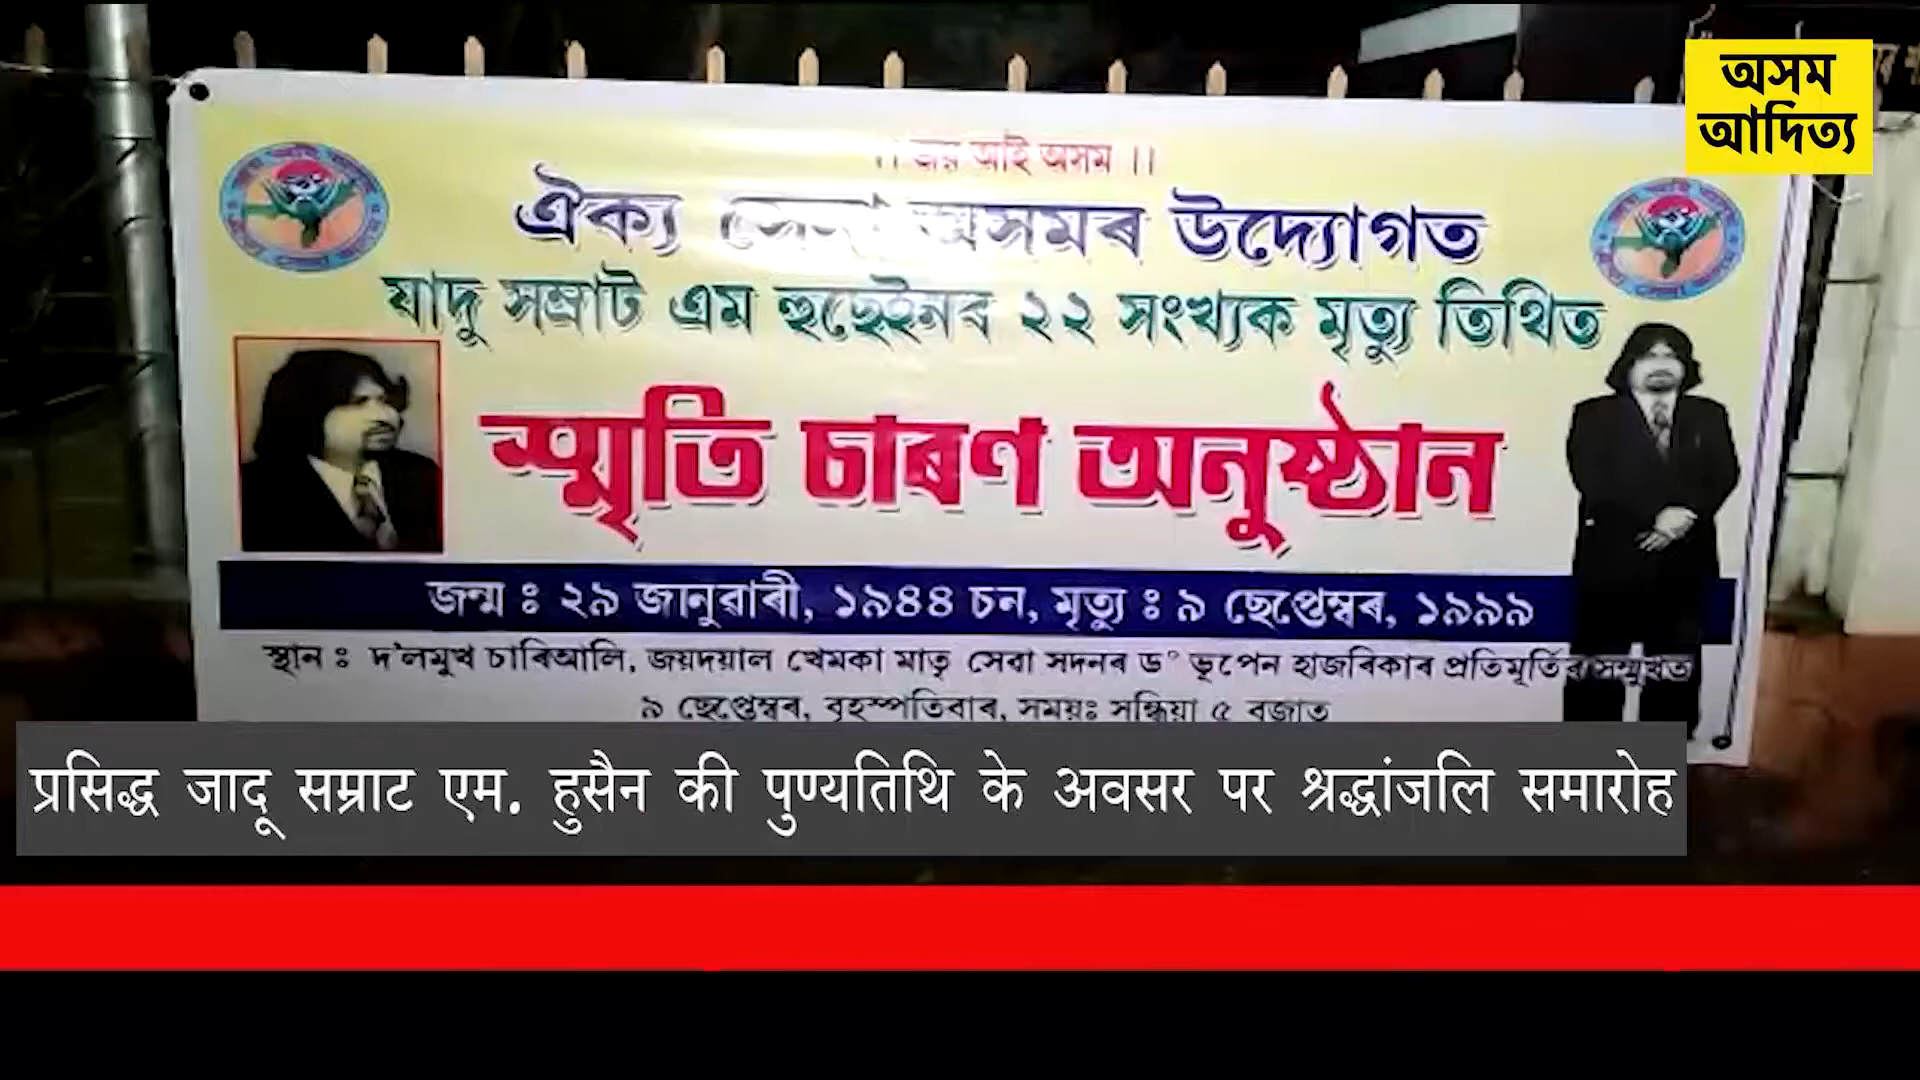 অসম
আদিত্য
।। জয় আই অসম ।।
ঐক্য সেনা অসমৰ উদ্যোগত
যাদু সম্ৰাট এম হুছেইনৰ ২২ সংখ্যক মৃত্যু তিথিত
স্মৃতি চাৰণ অনুষ্ঠান
জন্ম ঃ ২৯ জানুৱাৰী, ১৯৪৪ চন, মৃত্যু ঃ ৯ ছেপ্তেম্বৰ, ১৯৯৯
স্থান ঃ দ'লমুখ চাৰিআলি, জয়দয়াল খেমকা মাতৃ সেৱা সদনৰ ড° ভূপেন হাজৰিকাৰ প্ৰতিমূৰ্তিৰ সন্মুখত
৯ ছেপ্তেম্বৰ, বৃহস্পতিবাৰ, সময়ঃ সন্ধিয়া ৫ বজাত
प्रसिद्ध जादू सम्राट एम. हुसैन की पुण्यतिथि के अवसर पर श्रद्धांजलि समारोह